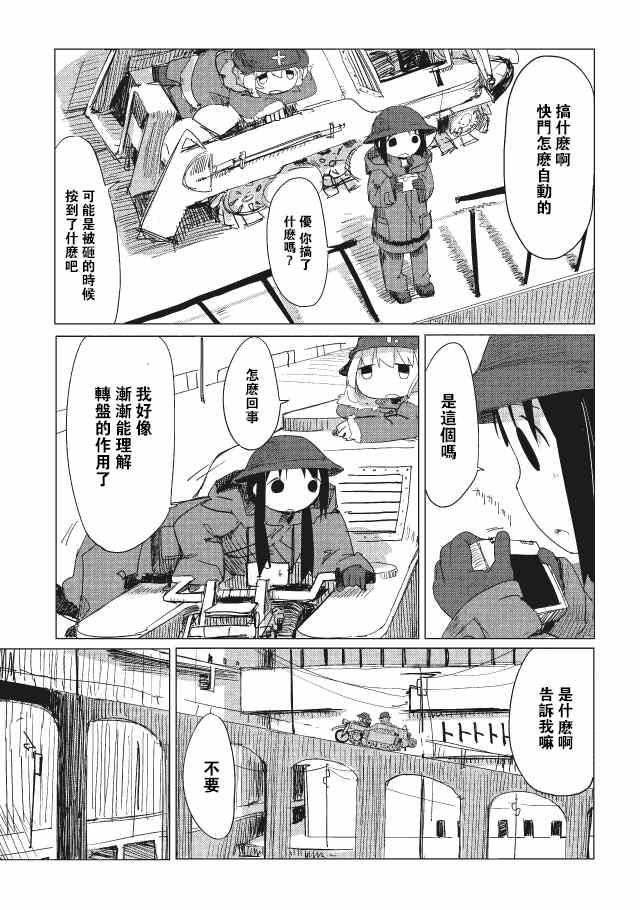 搞什麼啊
快門怎麼自動的
優 你搞了
什麼嗎？
可能是被砸的時候
按到了什麼吧
是這個嗎
怎麼回事
我好像
漸漸能理解
轉盤的作用了
是什麼啊
告訴我嘛
不要